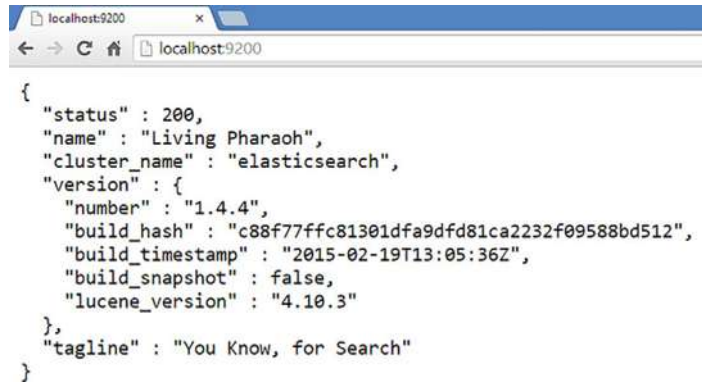 localhost:9200
localhost:9200
{
"status" : 200,
"name" : "Living Pharaoh",
"cluster_name" : "elasticsearch",
"version" : {
"number" : "1.4.4",
"build_hash" : "c88f77ffc81301dfa9dfd81ca2232f09588bd512",
"build_timestamp" : "2015-02-19T13:05:36Z",
"build_snapshot" : false,
"lucene_version" : "4.10.3"
},
"tagline" : "You Know, for Search"
}